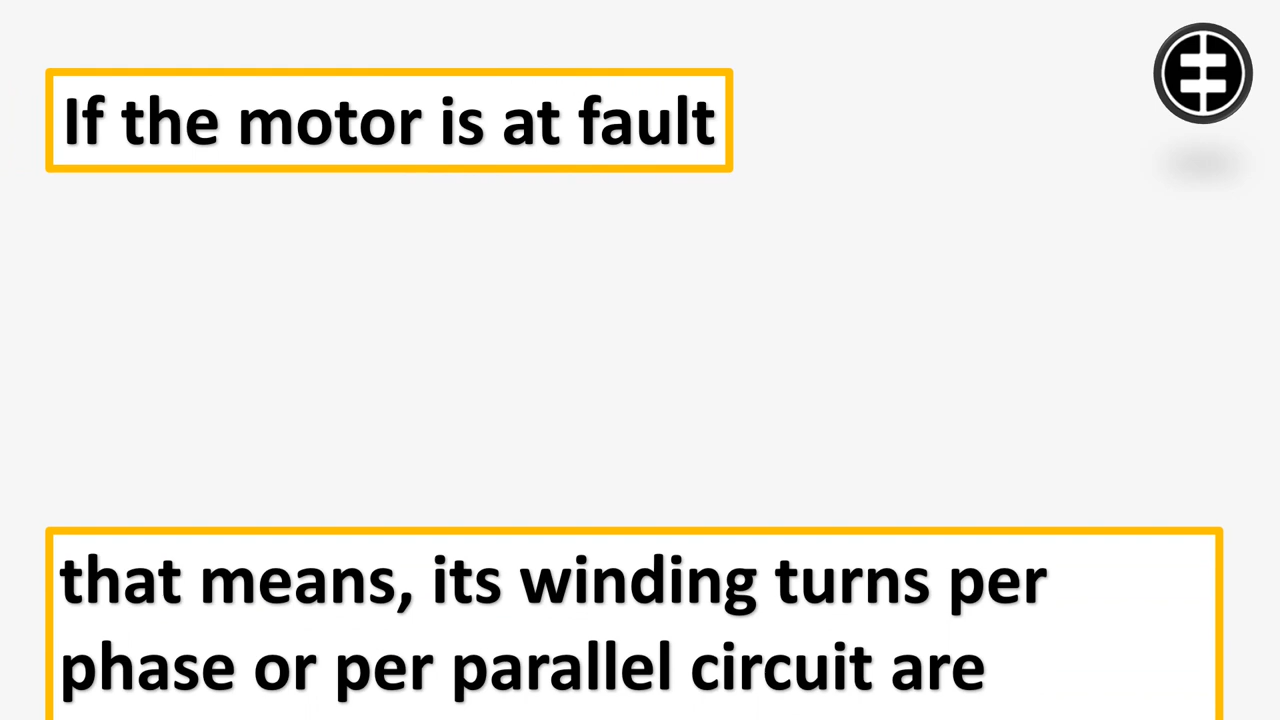 If the motor is at fault
that means, its winding turns per
phase or per parallel circuit are